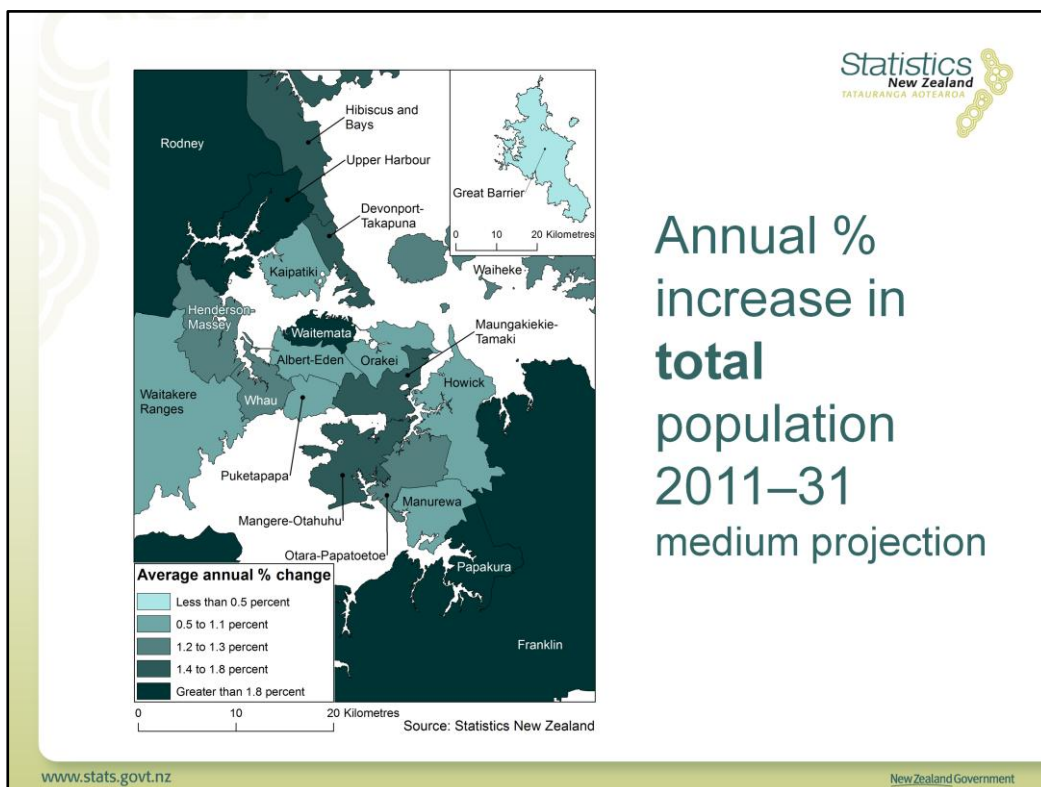 Statistics
New Zealand
TATAURANGA AOTEAROA
Rodney
Hibiscus and
Bays
Upper Harbour
Devonport-
Takapuna
Great Barrier
0 10 20 Kilometres
Kaipatiki
Waiheke
Henderson-
Massey
Waitemata
Maungakiekie-
Tamaki
Albert-Eden
Orakei
Howick
Waitakere
Ranges
Whau
Puketapapa
Manurewa
Mangere-Otahuhu
Otara-Papatoetoe
Papakura
Franklin
Average annual % change
Less than 0.5 percent
0.5 to 1.1 percent
1.2 to 1.3 percent
1.4 to 1.8 percent
Greater than 1.8 percent
0 10 20 Kilometres
Source: Statistics New Zealand
Annual %
increase in
total
population
2011–31
medium projection
www.stats.govt.nz
New Zealand Government